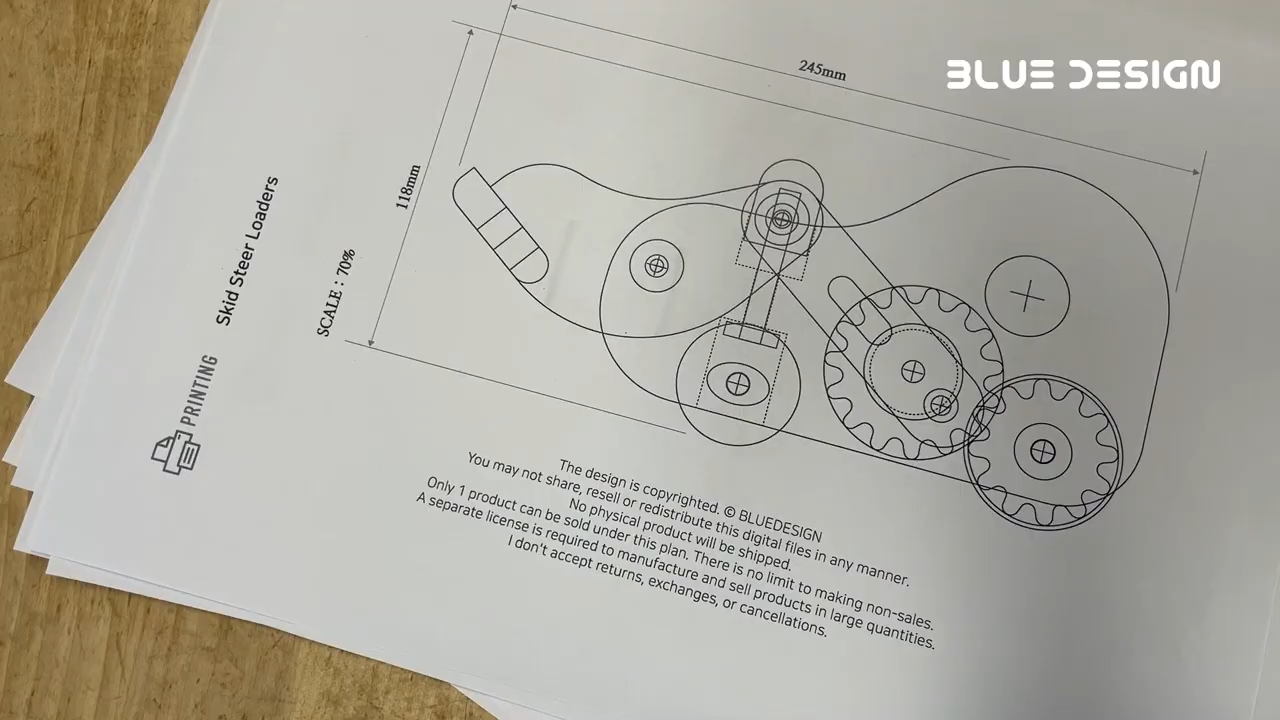 BLUE DESIGN
245mm
118mm
SCALE : 70%
Skid Steer Loaders
PRINTING
The design is copyrighted. © BLUEDESIGN
You may not share, resell or redistribute this digital files in any manner.
No physical product will be shipped.
Only 1 product can be sold under this plan. There is no limit to making non-sales.
A separate license is required to manufacture and sell products in large quantities.
I don't accept returns, exchanges, or cancellations.